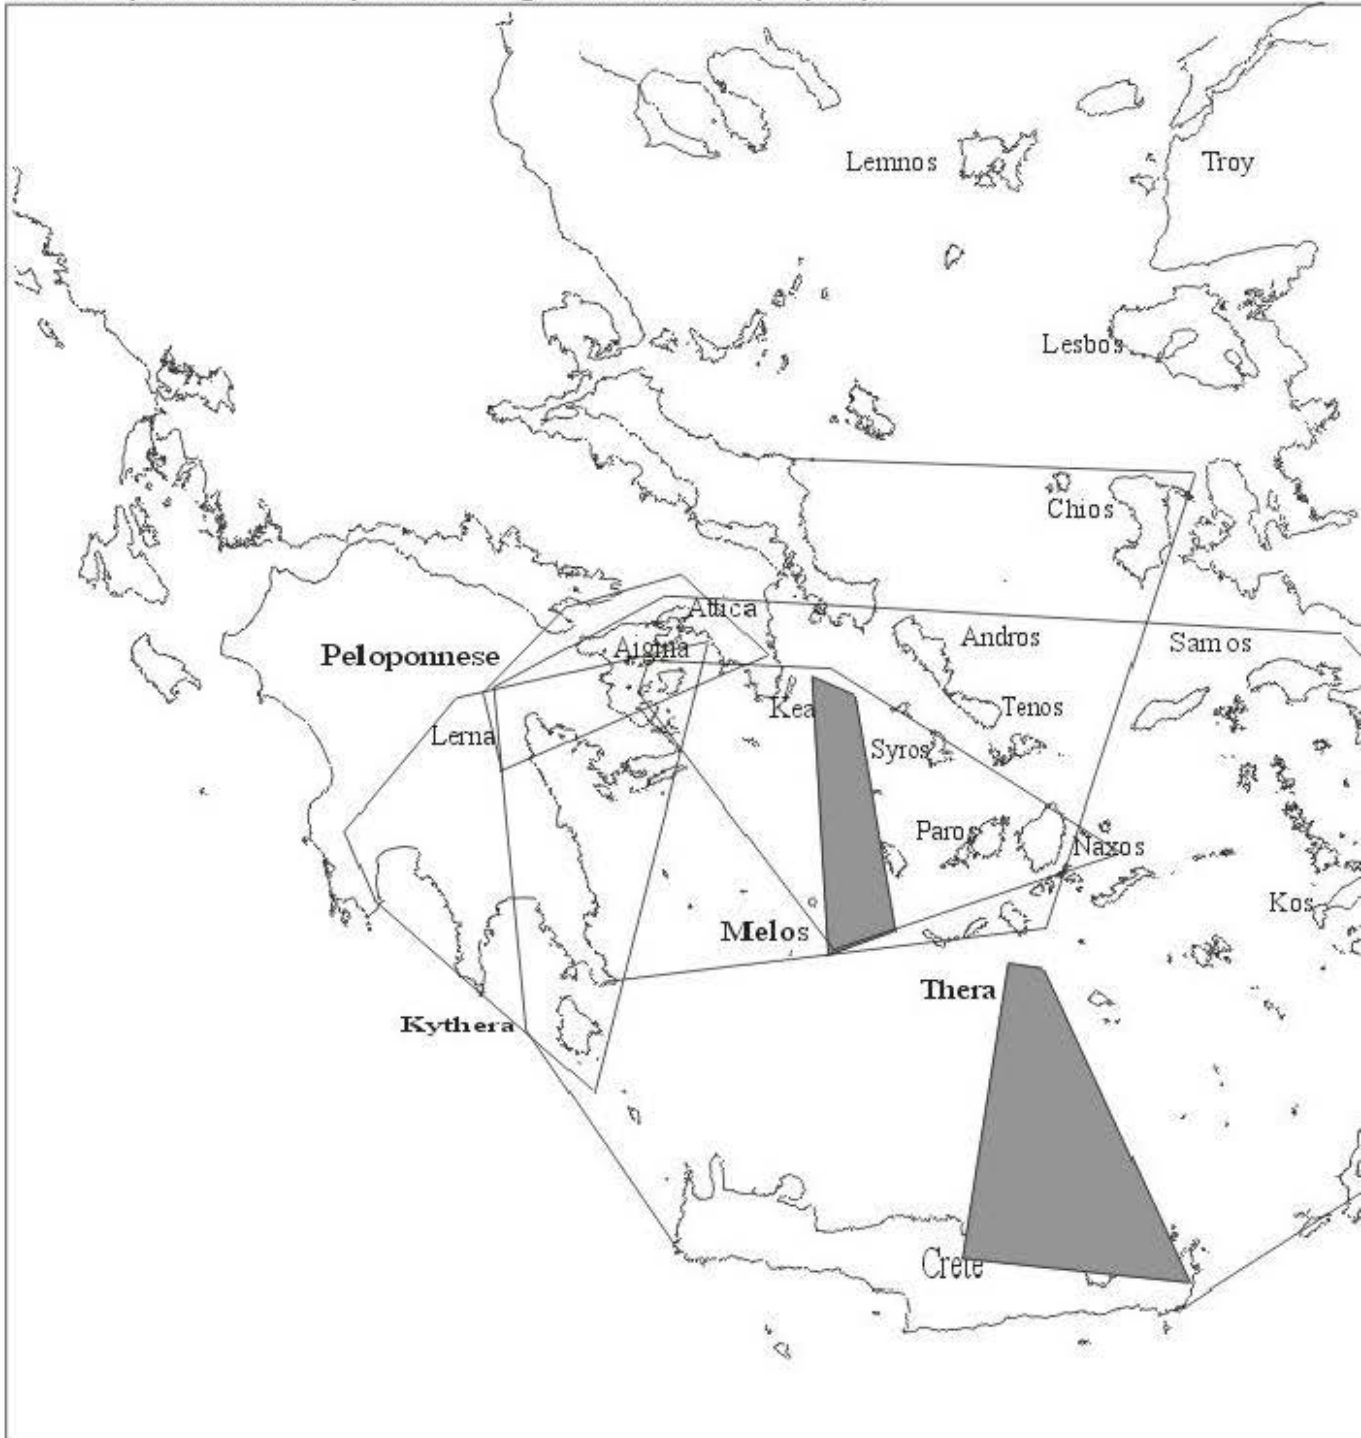 Lemnos
Troy
Lesbos
Chios
Attica
Peloponnese
Aigina
Andros
Samos
Kea
Tenos
Lerna
Syros
Paros
Naxos
Kos
Melos
Thera
Kythera
Crete